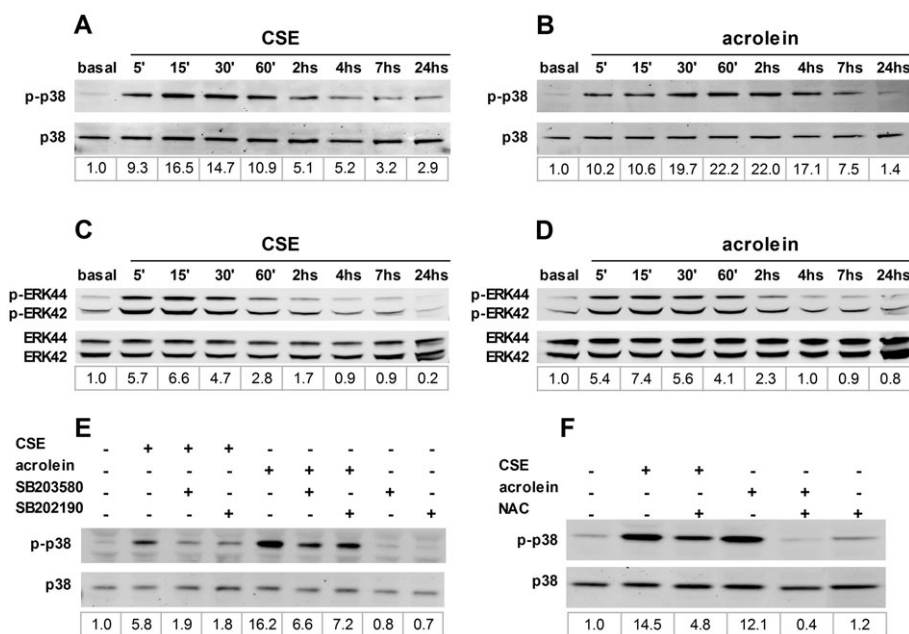 A
CSE
basal 5' 15' 30' 60' 2hs 4hs 7hs 24hs
p-p38
p38
1.0 9.3 16.5 14.7 10.9 5.1 5.2 3.2 2.9
B
acrolein
basal 5' 15' 30' 60' 2hs 4hs 7hs 24hs
p-p38
p38
1.0 10.2 10.6 19.7 22.2 22.0 17.1 7.5 1.4
C
CSE
basal 5' 15' 30' 60' 2hs 4hs 7hs 24hs
p-ERK44
p-ERK42
ERK44
ERK42
1.0 5.7 6.6 4.7 2.8 1.7 0.9 0.9 0.2
D
acrolein
basal 5' 15' 30' 60' 2hs 4hs 7hs 24hs
p-ERK44
p-ERK42
ERK44
ERK42
1.0 5.4 7.4 5.6 4.1 2.3 1.0 0.9 0.8
E
CSE - + + + - - - - -
acrolein - - - - + + + - -
SB203580 - - + - - + - + -
SB202190 - - - + - - + - +
p-p38
p38
1.0 5.8 1.9 1.8 16.2 6.6 7.2 0.8 0.7
F
CSE - + + - - -
acrolein - - - + + -
NAC - - + - + +
p-p38
p38
1.0 14.5 4.8 12.1 0.4 1.2